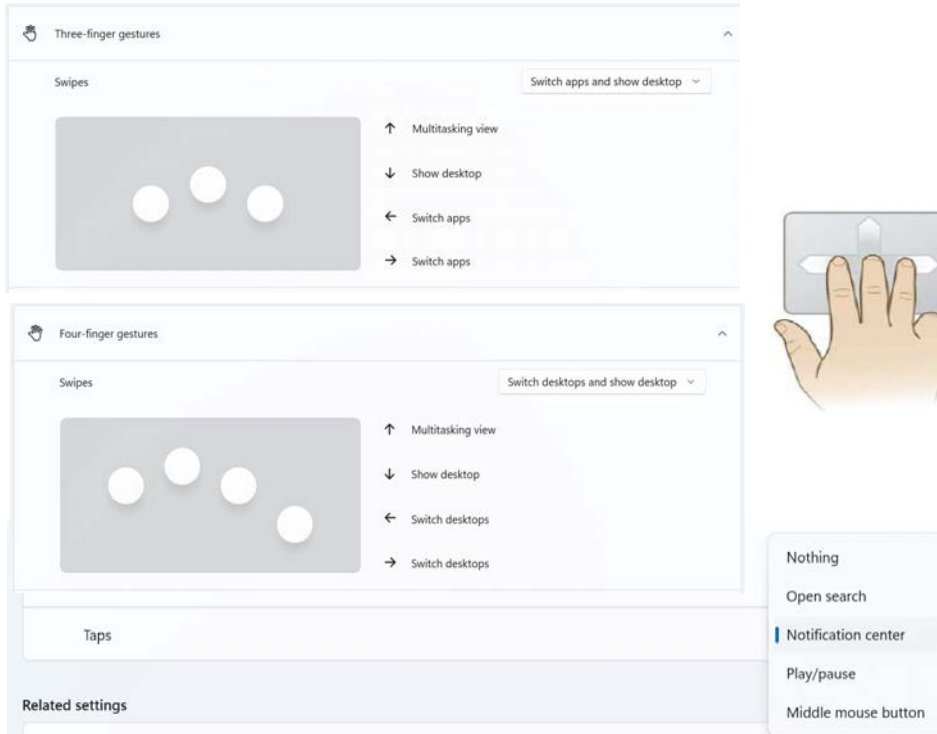 Three-finger gestures
Swipes
Switch apps and show desktop
Multitasking view
Show desktop
Switch apps
Switch apps
Four-finger gestures
Swipes
Switch desktops and show desktop
Multitasking view
Show desktop
Switch desktops
Switch desktops
Taps
Nothing
Open search
Notification center
Play/pause
Middle mouse button
Related settings